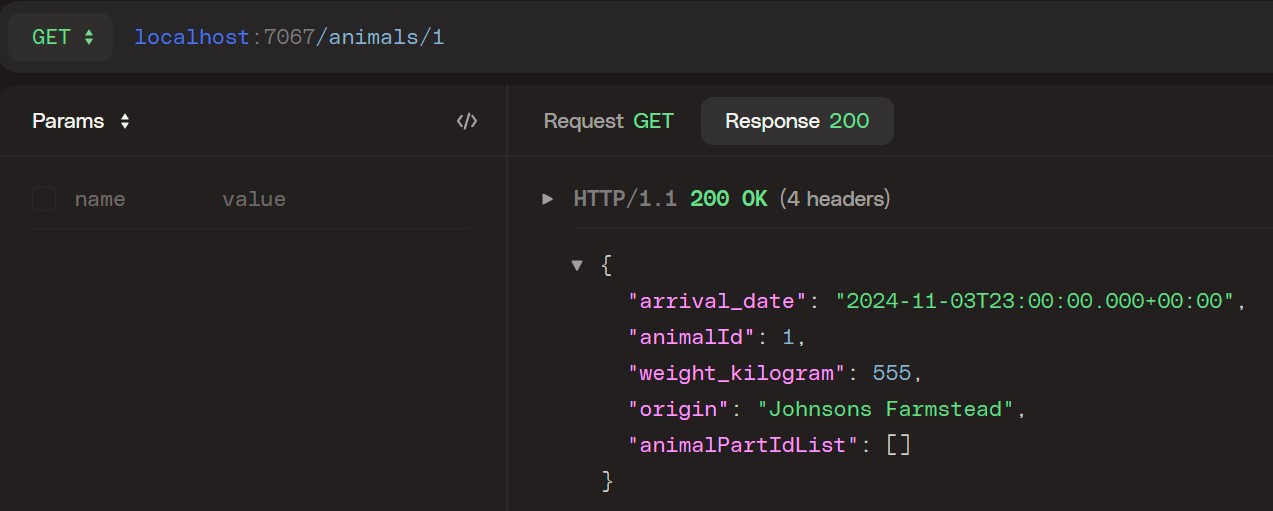 GET localhost:7067/animals/1
Params </>
Request GET Response 200
name value
HTTP/1.1 200 OK (4 headers)
{
"arrival_date": "2024-11-03T23:00:00.000+00:00",
"animalId": 1,
"weight_kilogram": 555,
"origin": "Johnsons Farmstead",
"animalPartIdList": []
}